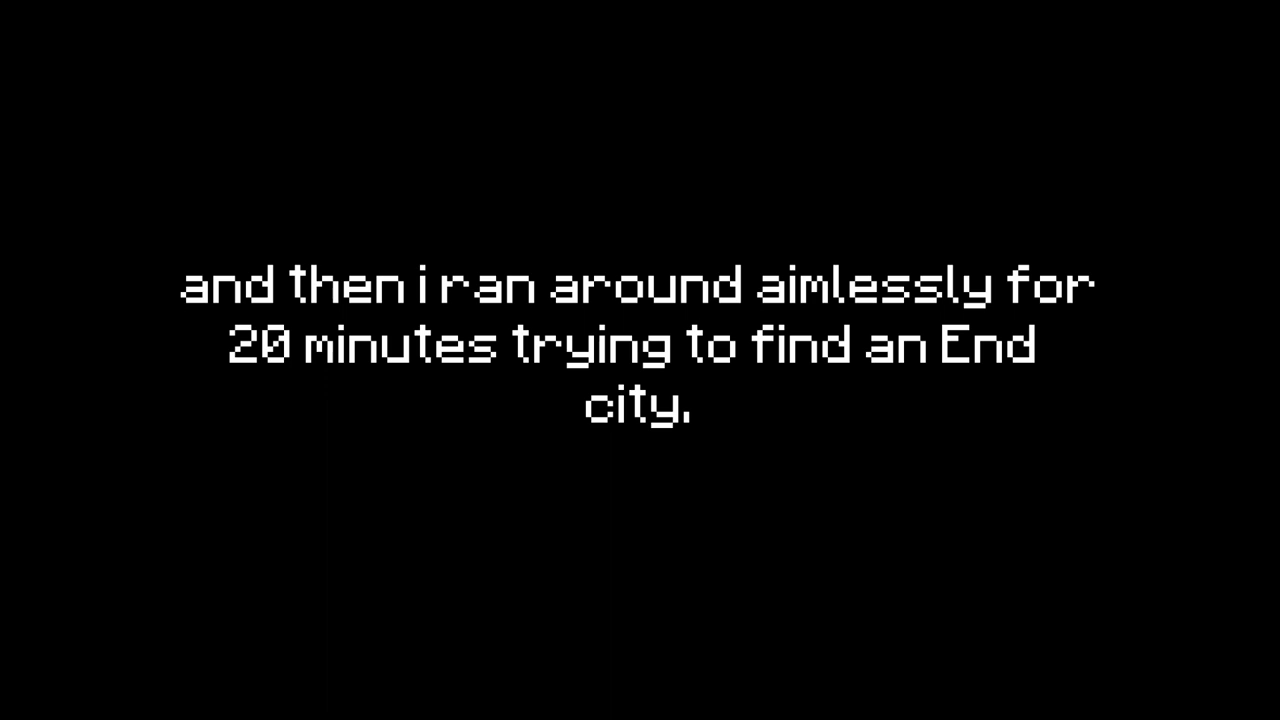 and then i ran around aimlessly for
20 minutes trying to find an End
city.